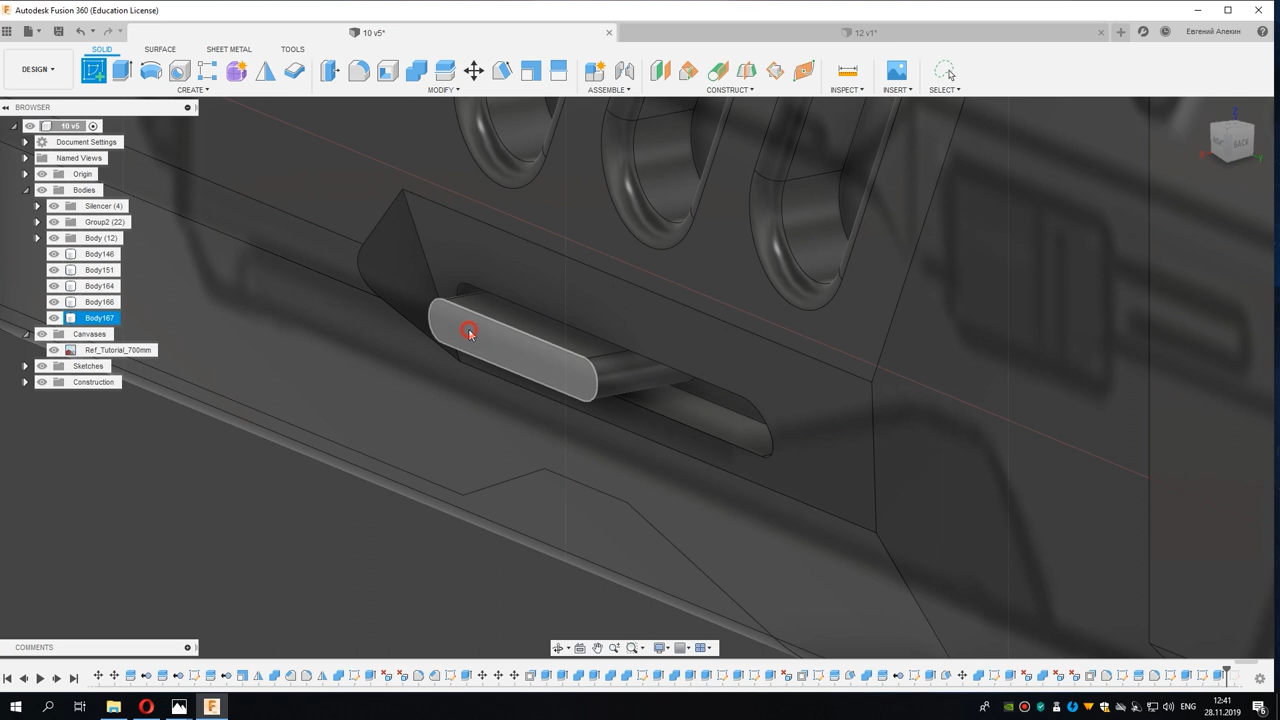 Autodesk Fusion 360 (Education License)
10 v5*
12 v1*
Евгений Апекин
DESIGN
SOLID
SURFACE
SHEET METAL
TOOLS
CREATE
MODIFY
ASSEMBLE
CONSTRUCT
INSPECT
INSERT
SELECT
BROWSER
10 v5
Document Settings
Named Views
Origin
Bodies
Silencer (4)
Group2 (22)
Body (12)
Body146
Body151
Body164
Body166
Body167
Canvases
Ref_Tutorial_700mm
Sketches
Construction
BACK
Z
Y
COMMENTS
ENG
12:41
28.11.2019